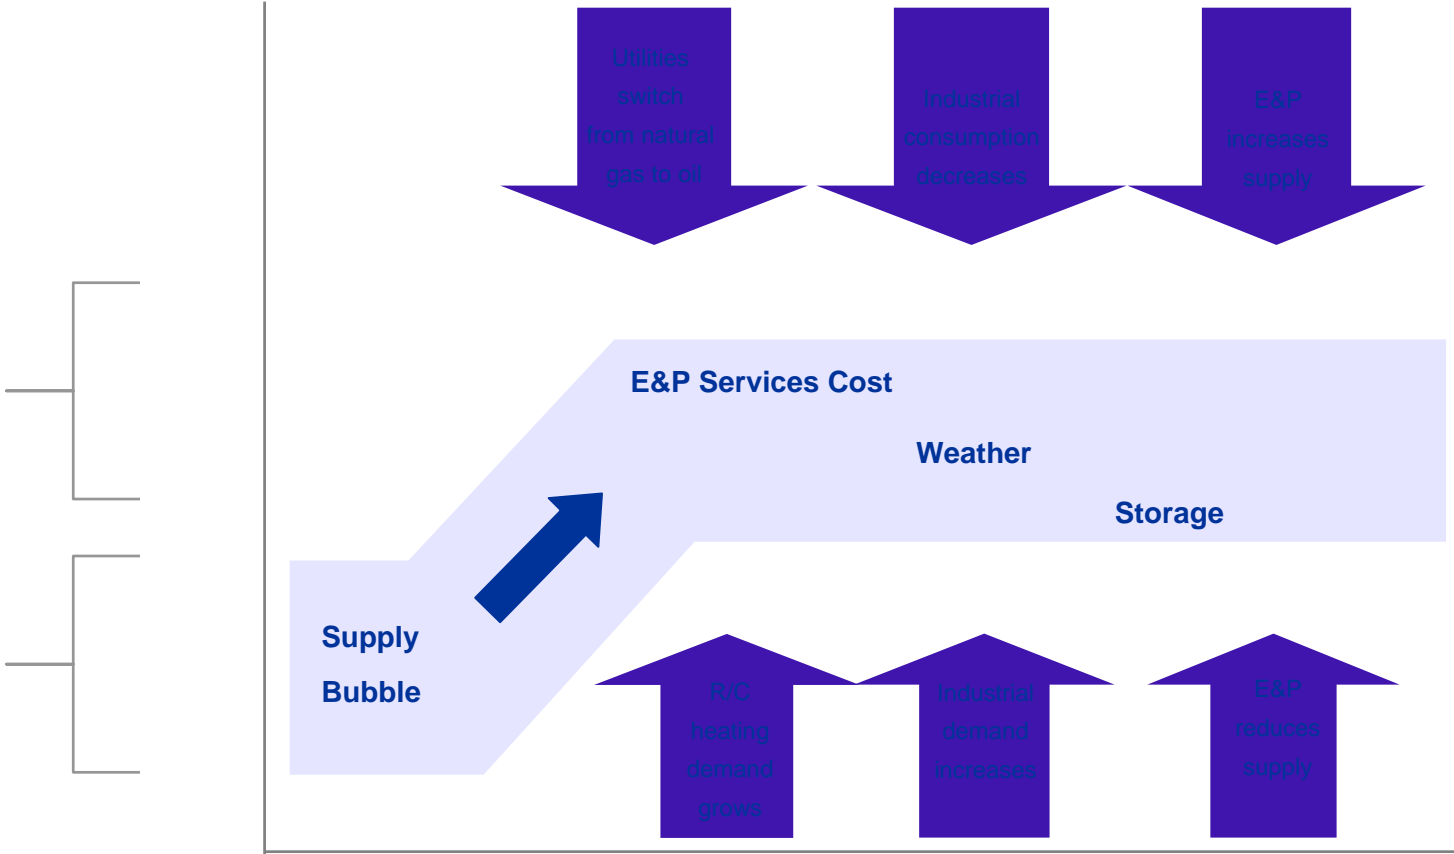 Utilities
switch
from natural
gas to oil
Industrial
consumption
decreases
E&P
increases
supply
E&P Services Cost
Weather
Storage
Supply
Bubble
R/C
heating
demand
grows
Industrial
demand
increases
E&P
reduces
supply